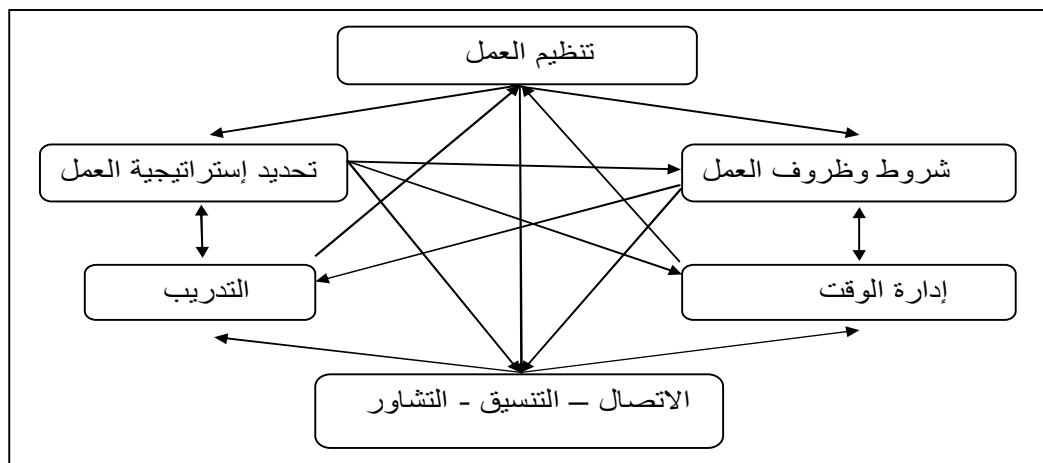 تنظيم العمل
شروط وظروف العمل
تحديد إستراتيجية العمل
إدارة الوقت
التدريب
الاتصال – التنسيق - التشاور